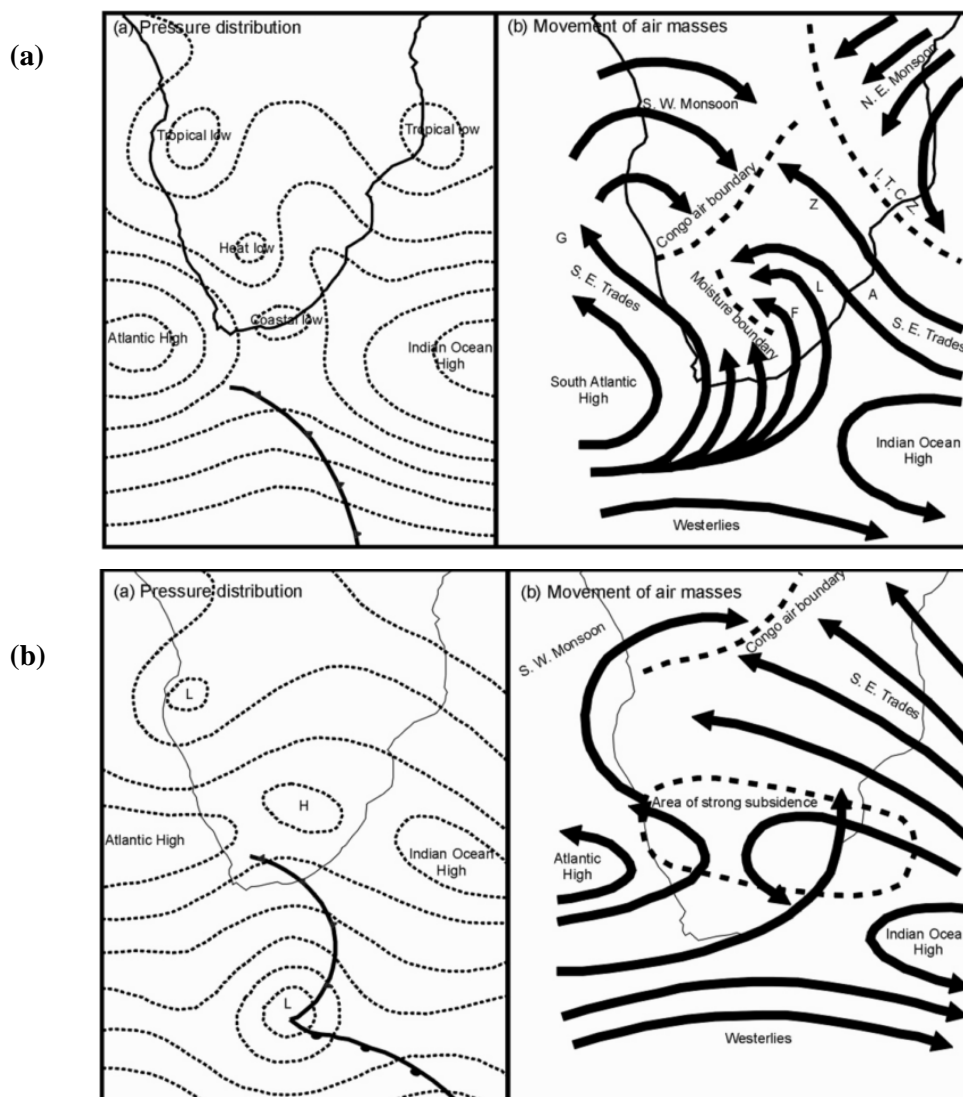 (a)
(a) Pressure distribution
Tropical low
Tropical low
Heat low
Coastal low
Atlantic High
Indian Ocean
High
(b) Movement of air masses
S. W. Monsoon
N. E. Monsoon
I. T. C. Z.
Congo air boundary
Z
G
S. E. Trades
Moisture boundary
L
A
F
S. E. Trades
South Atlantic
High
Indian Ocean
High
Westerlies
(b)
(a) Pressure distribution
L
H
Atlantic High
Indian Ocean
High
L
(b) Movement of air masses
S. W. Monsoon
Congo air boundary
S. E. Trades
Area of strong subsidence
Atlantic
High
Indian Ocea
High
Westerlies